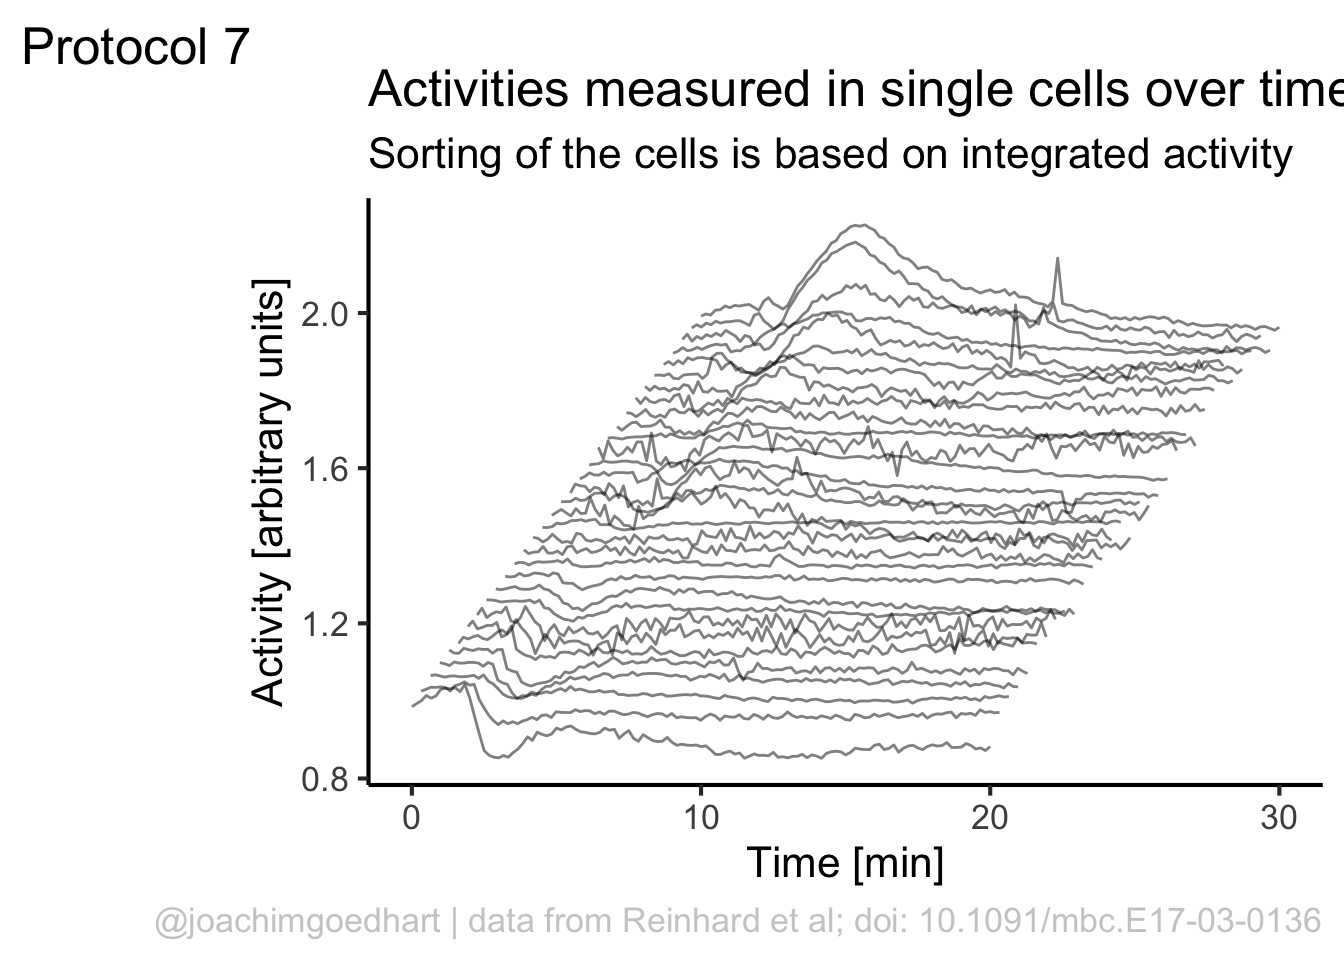 Protocol 7
Activities measured in single cells over time
Sorting of the cells is based on integrated activity
Activity [arbitrary units]
2.0
1.6
1.2
0.8
0 10 20 30
Time [min]
@joachimgoedhart | data from Reinhard et al; doi: 10.1091/mbc.E17-03-0136